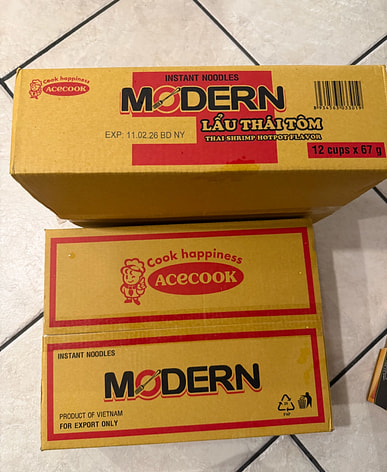 Cook happiness
Acecook
INSTANT NOODLES
MODERN
LẨU THÁI TÔM
THAI SHRIMP HOTPOT FLAVOR
EXP: 11.02.26 BD NY
12 cups x 67 g
Cook happiness
Acecook
INSTANT NOODLES
MODERN
PRODUCT OF VIETNAM
FOR EXPORT ONLY
PAP